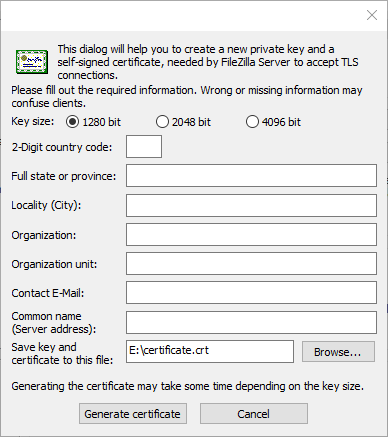 This dialog will help you to create a new private key and a
self-signed certificate, needed by FileZilla Server to accept TLS
connections.
Please fill out the required information. Wrong or missing information may
confuse clients.
Key size: 1280 bit 2048 bit 4096 bit
2-Digit country code:
Full state or province:
Locality (City):
Organization:
Organization unit:
Contact E-Mail:
Common name
(Server address):
Save key and
certificate to this file: E:\certificate.crt Browse...
Generating the certificate may take some time depending on the key size.
Generate certificate Cancel